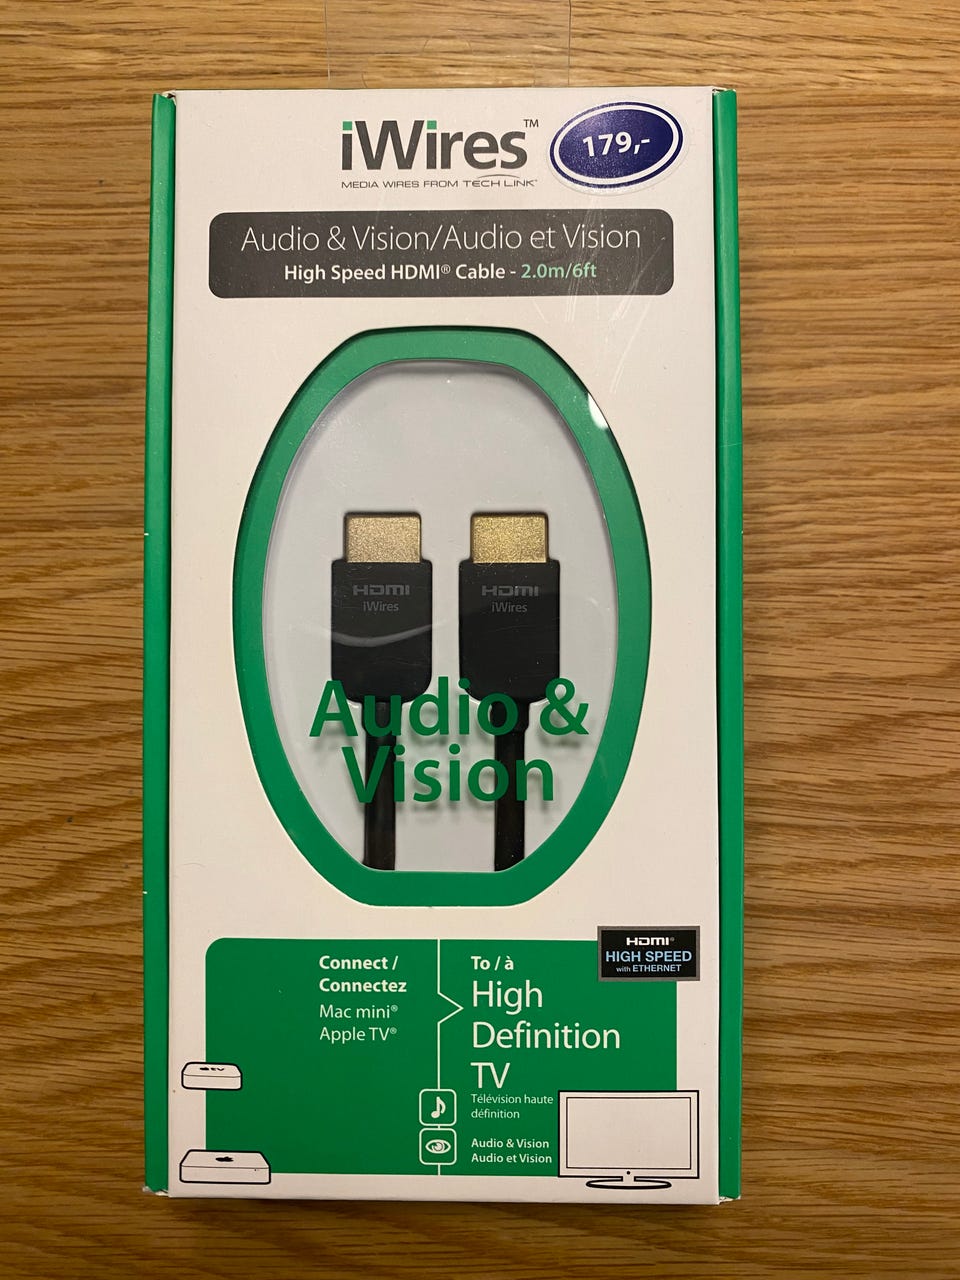 iWires™
MEDIA WIRES FROM TECH LINK
179,-
Audio & Vision/Audio et Vision
High Speed HDMI® Cable - 2.0m/6ft
HDMI
iWires
HDMI
iWires
Audio &
Vision
HDMI®
HIGH SPEED
with ETHERNET
Connect /
Connectez
Mac mini®
Apple TV®
To / à
High
Definition
TV
Télévision haute
définition
Audio & Vision
Audio et Vision
tv